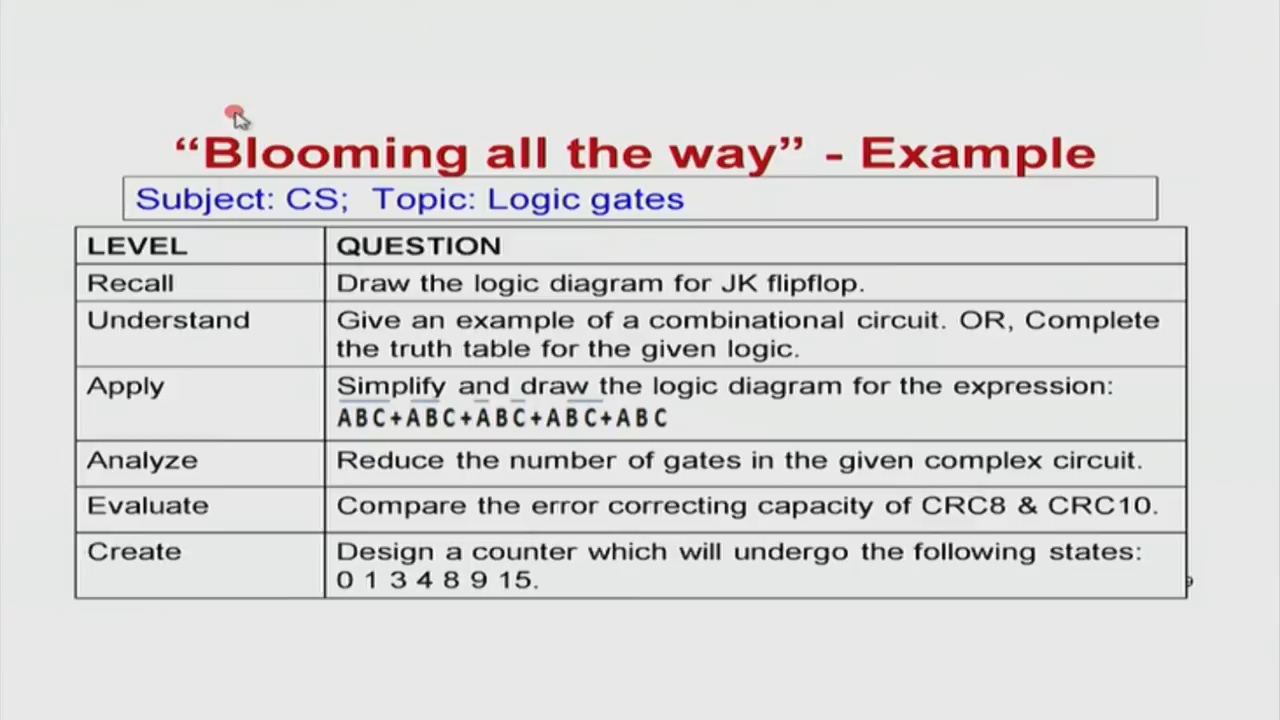 “Blooming all the way” - Example
Subject: CS; Topic: Logic gates
LEVEL QUESTION
Recall Draw the logic diagram for JK flipflop.
Understand Give an example of a combinational circuit. OR, Complete
the truth table for the given logic.
Apply Simplify and draw the logic diagram for the expression:
A̅B̅C̅+A̅B̅C+A̅BC̅+AB̅C̅+ABC
Analyze Reduce the number of gates in the given complex circuit.
Evaluate Compare the error correcting capacity of CRC8 & CRC10.
Create Design a counter which will undergo the following states:
0 1 3 4 8 9 15.
9